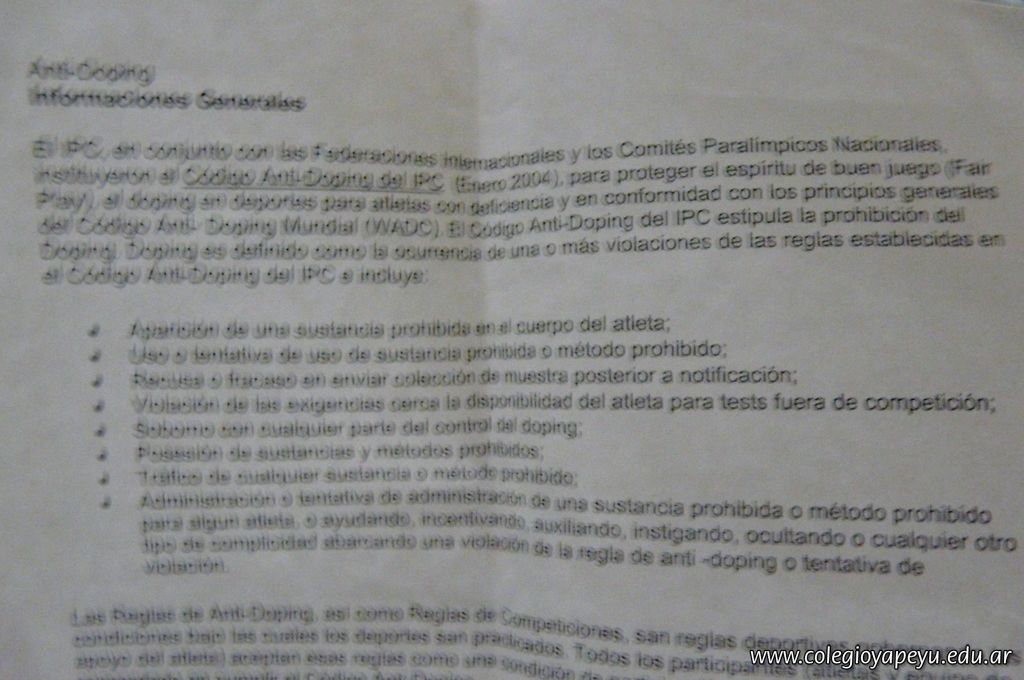 Anti-Doping
Informaciones Generales
El IPC, en conjunto con las Federaciones Internacionales y los Comités Paralímpicos Nacionales,
instituyeron el Código Anti-Doping del IPC (Enero 2004), para proteger el espíritu de buen juego (Fair
Play), el doping en deportes para atletas con deficiencia y en conformidad con los principios generales
del Código Anti- Doping Mundial (WADC). El Código Anti-Doping del IPC estipula la prohibición del
Doping. Doping es definido como la ocurrencia de una o más violaciones de las reglas establecidas en
el Código Anti-Doping del IPC e incluye:
Aparición de una sustancia prohibida en el cuerpo del atleta;
Uso o tentativa de uso de sustancia prohibida o método prohibido;
Recusa o fracaso en enviar colección de muestra posterior a notificación;
Violación de las exigencias cerca la disponibilidad del atleta para tests fuera de competición;
Soborno con cualquier parte del control del doping;
Posesión de sustancias y métodos prohibidos;
Tráfico de cualquier sustancia o método prohibido;
Administración o tentativa de administración de una sustancia prohibida o método prohibido
para algun atleta, o ayudando, incentivando, auxiliando, instigando, ocultando o cualquier otro
tipo de complicidad abarcando una violación de la regla de anti -doping o tentativa de
violación.
Las Reglas de Anti-Doping, así como Reglas de Competiciones, san reglas deportivas
condiciones bajo las cuales los deportes san practicados. Todos los participantes (atletas y equipo de
apoyo del atleta) aceptan esas reglas como una condición de
www.colegioyapeyu.edu.ar